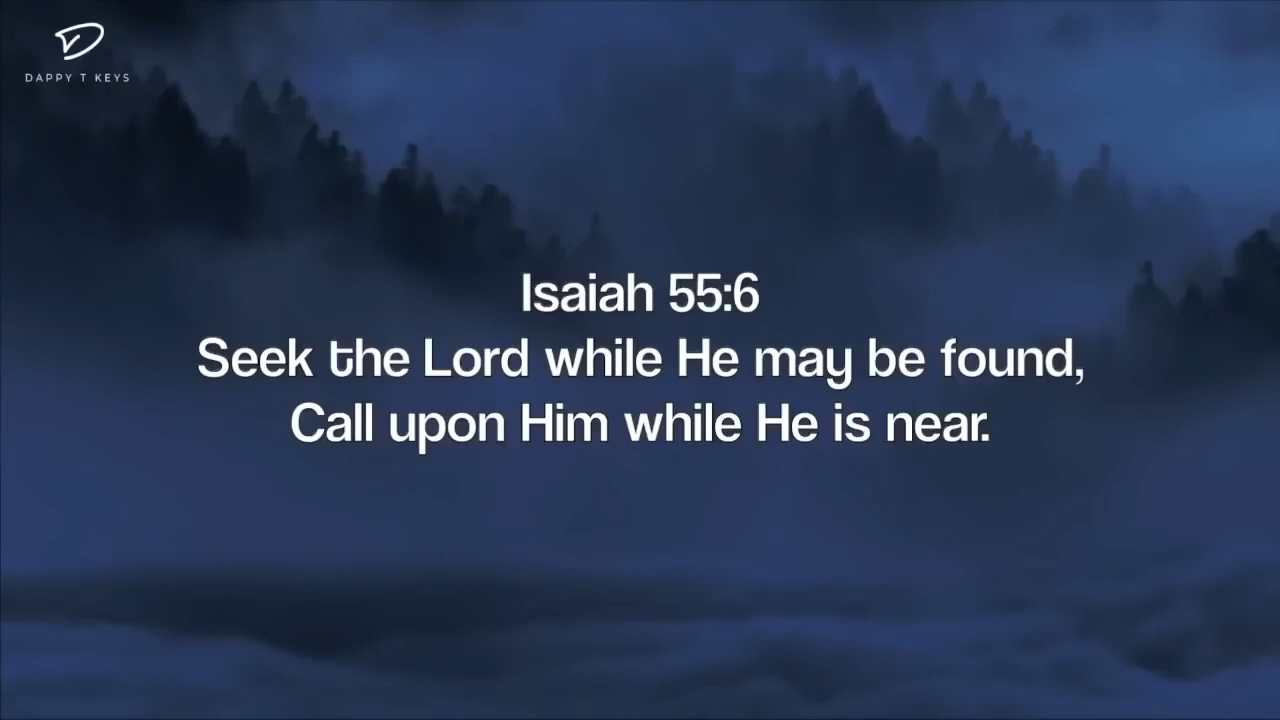 DAPPY T KEYS
Isaiah 55:6
Seek the Lord while He may be found,
Call upon Him while He is near.